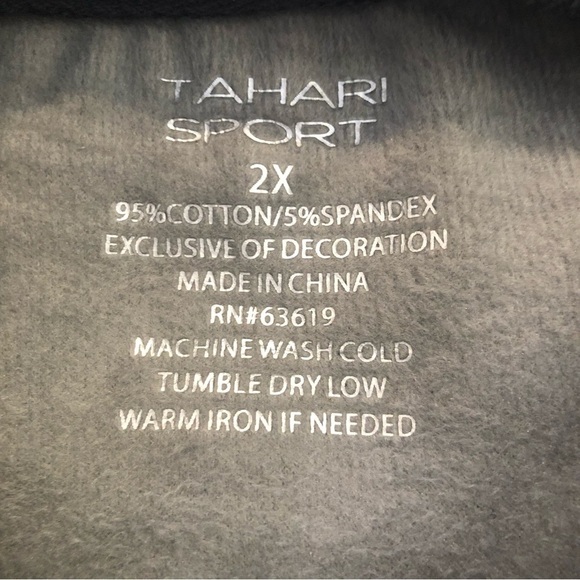 TAHARI
SPORT
2X
95%COTTON/5%SPANDEX
EXCLUSIVE OF DECORATION
MADE IN CHINA
RN#63619
MACHINE WASH COLD
TUMBLE DRY LOW
WARM IRON IF NEEDED